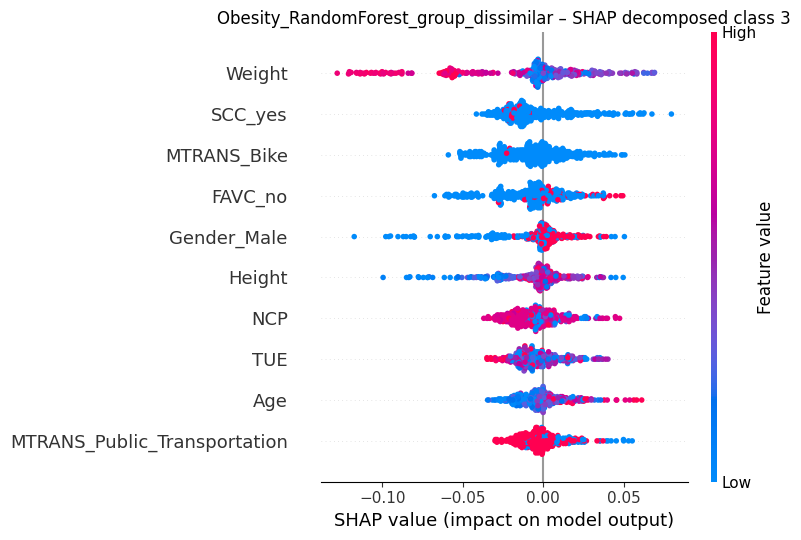 Obesity_RandomForest_group_dissimilar – SHAP decomposed class 3
High
Weight
SCC_yes
MTRANS_Bike
FAVC_no
Gender_Male
Height
NCP
TUE
Age
MTRANS_Public_Transportation
Feature value
Low
−0.10 −0.05 0.00 0.05
SHAP value (impact on model output)